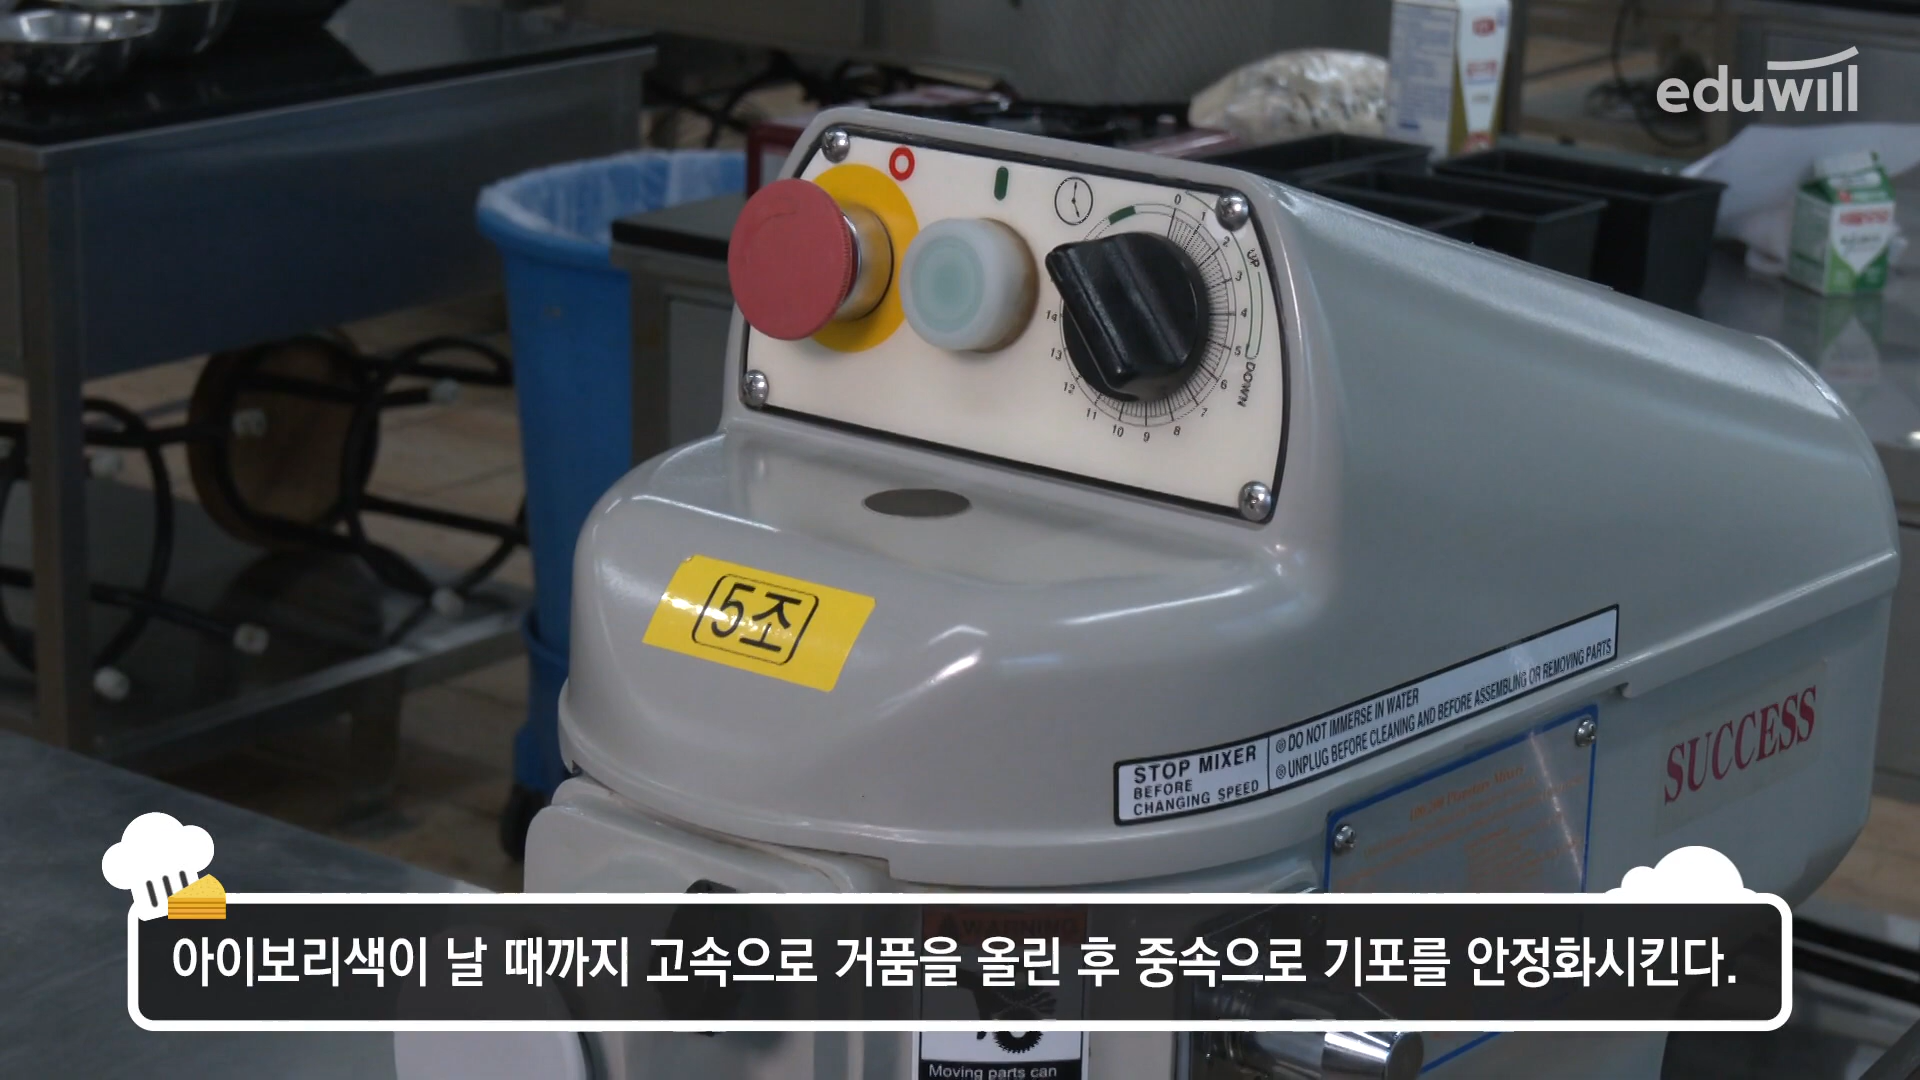 eduwill
0
1
2
3
4
5
6
7
8
9
10
11
12
13
14
UP
DOWN
5조
STOP MIXER
BEFORE
CHANGING SPEED
◎ DO NOT IMMERSE IN WATER
◎ UNPLUG BEFORE CLEANING AND BEFORE ASSEMBLING OR REMOVING PARTS
SUCCESS
WARNING
아이보리색이 날 때까지 고속으로 거품을 올린 후 중속으로 기포를 안정화시킨다.
Moving parts can